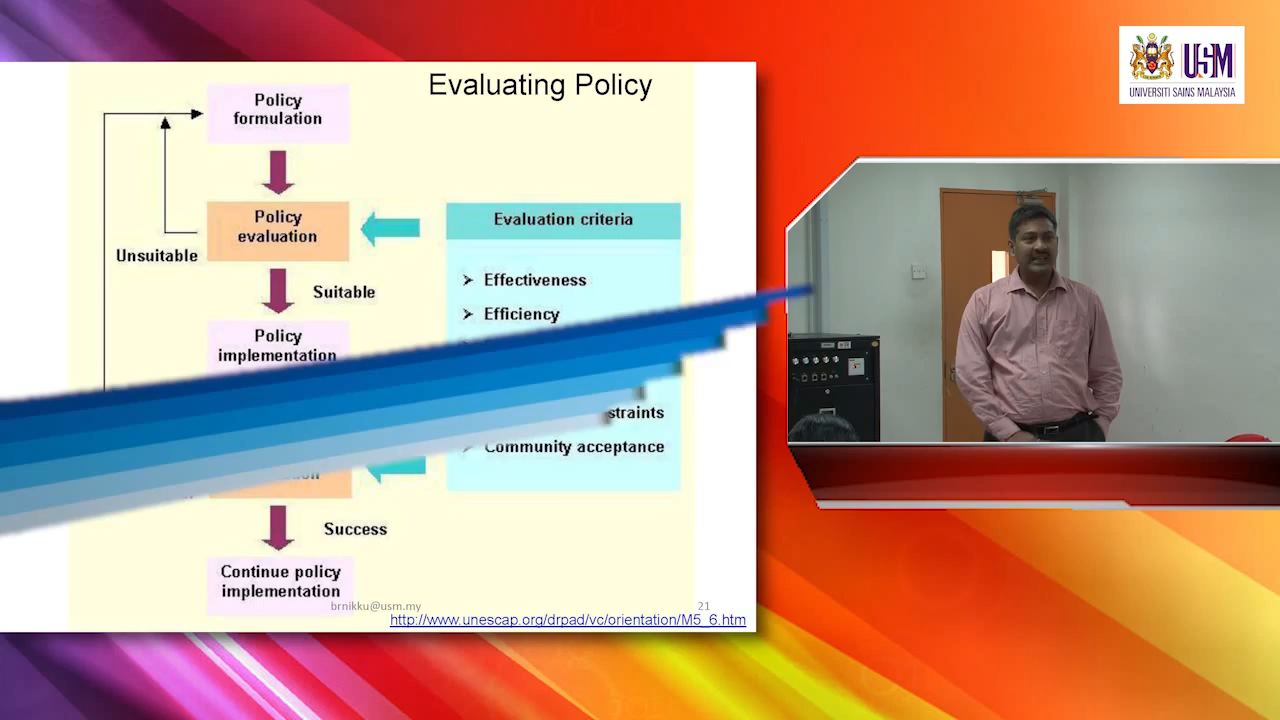 Evaluating Policy
Policy
formulation
Policy
evaluation
Unsuitable
Suitable
Policy
implementation
Evaluation criteria
Effectiveness
Efficiency
Community acceptance
Success
Continue policy
implementation
brnikku@usm.my
21
http://www.unescap.org/drpad/vc/orientation/M5_6.htm
USM
UNIVERSITI SAINS MALAYSIA